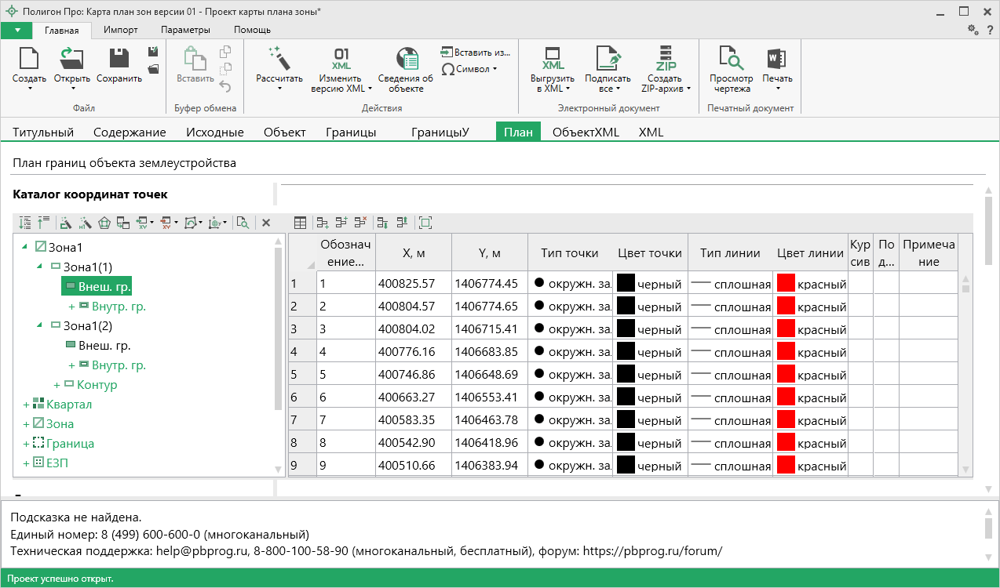 Полигон Про: Карта план зон версии 01 - Проект карты плана зоны*
Главная Импорт Параметры Помощь
Создать Открыть Сохранить
Файл
Вставить
Буфер обмена
Рассчитать
01 XML
Изменить версию XML
Сведения об объекте
Вставить из...
Символ
Действия
XML
Выгрузить в XML
Подписать все
ZIP
Создать ZIP-архив
Электронный документ
Просмотр чертежа
W
Печать
Печатный документ
Титульный Содержание Исходные Объект Границы ГраницыУ План ОбъектXML XML
План границ объекта землеустройства
Каталог координат точек
Зона1
Зона1(1)
Внеш. гр.
+ Внутр. гр.
Зона1(2)
Внеш. гр.
+ Внутр. гр.
+ Контур
+ Квартал
+ Зона
+ Граница
+ ЕЗП
Обозначение... X, м Y, м Тип точки Цвет точки Тип линии Цвет линии Курсив Под... Примечание
1 1 400825.57 1406774.45 окружн. за. черный сплошная красный
2 2 400804.57 1406774.65 окружн. за. черный сплошная красный
3 3 400804.02 1406715.41 окружн. за. черный сплошная красный
4 4 400776.16 1406683.85 окружн. за. черный сплошная красный
5 5 400746.86 1406648.69 окружн. за. черный сплошная красный
6 6 400663.27 1406553.41 окружн. за. черный сплошная красный
7 7 400583.35 1406463.78 окружн. за. черный сплошная красный
8 8 400542.90 1406418.96 окружн. за. черный сплошная красный
9 9 400510.66 1406383.94 окружн. за. черный сплошная красный
Подсказка не найдена.
Единый номер: 8 (499) 600-600-0 (многоканальный)
Техническая поддержка: help@pbprog.ru, 8-800-100-58-90 (многоканальный, бесплатный), форум: https://pbprog.ru/forum/
Проект успешно открыт.